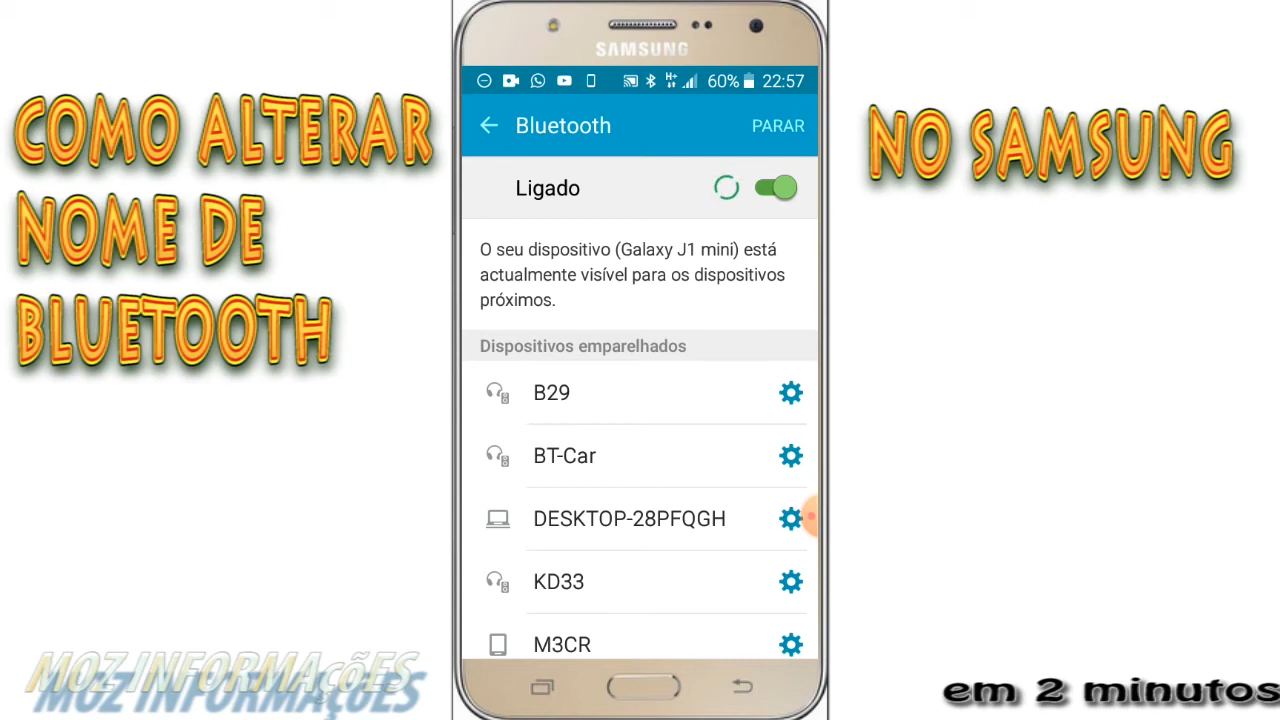 COMO ALTERAR
NOME DE
BLUETOOTH
NO SAMSUNG
SAMSUNG
H+ 60% 22:57
Bluetooth PARAR
Ligado
O seu dispositivo (Galaxy J1 mini) está
actualmente visível para os dispositivos
próximos.
Dispositivos emparelhados
B29
BT-Car
DESKTOP-28PFQGH
KD33
M3CR
MOZ INFORMAçÕES
em 2 minutos